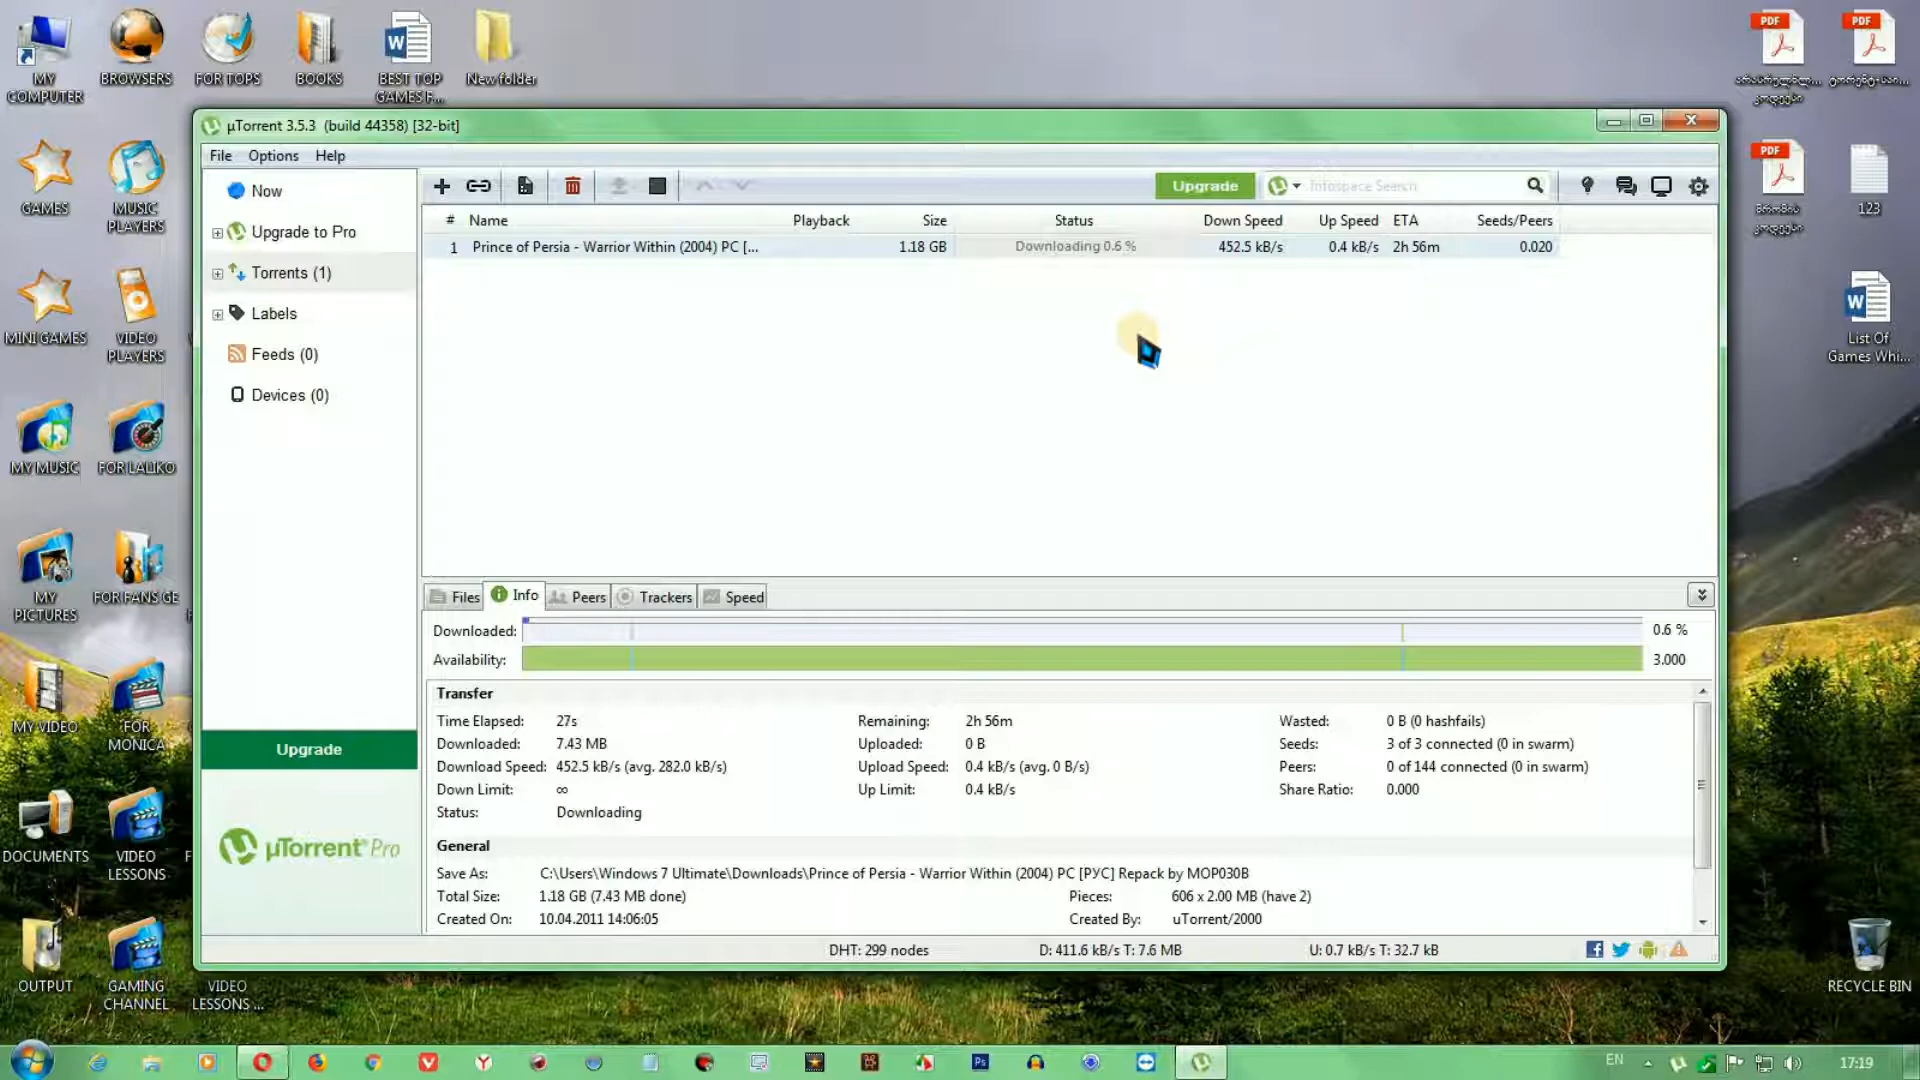 MY COMPUTER
BROWSERS
FOR TOPS
BOOKS
BEST TOP GAMES F...
New folder
GAMES
MUSIC PLAYERS
MINI GAMES
VIDEO PLAYERS
MY MUSIC
FOR LALIKO
MY PICTURES
FOR FANS GE
MY VIDEO
FOR MONICA
DOCUMENTS
VIDEO LESSONS
OUTPUT
GAMING CHANNEL
VIDEO LESSONS ...
µTorrent 3.5.3 (build 44358) [32-bit]
File Options Help
Now
Upgrade to Pro
Torrents (1)
Labels
Feeds (0)
Devices (0)
Upgrade
µTorrent Pro
Upgrade
Infospace Search
# Name Playback Size Status Down Speed Up Speed ETA Seeds/Peers
1 Prince of Persia - Warrior Within (2004) PC [... 1.18 GB Downloading 0.6 % 452.5 kB/s 0.4 kB/s 2h 56m 0.020
Files Info Peers Trackers Speed
Downloaded: 0.6 %
Availability: 3.000
Transfer
Time Elapsed: 27s Remaining: 2h 56m Wasted: 0 B (0 hashfails)
Downloaded: 7.43 MB Uploaded: 0 B Seeds: 3 of 3 connected (0 in swarm)
Download Speed: 452.5 kB/s (avg. 282.0 kB/s) Upload Speed: 0.4 kB/s (avg. 0 B/s) Peers: 0 of 144 connected (0 in swarm)
Down Limit: ∞ Up Limit: 0.4 kB/s Share Ratio: 0.000
Status: Downloading
General
Save As: C:\Users\Windows 7 Ultimate\Downloads\Prince of Persia - Warrior Within (2004) PC [РУС] Repack by MOP030B
Total Size: 1.18 GB (7.43 MB done) Pieces: 606 x 2.00 MB (have 2)
Created On: 10.04.2011 14:06:05 Created By: uTorrent/2000
DHT: 299 nodes D: 411.6 kB/s T: 7.6 MB U: 0.7 kB/s T: 32.7 kB
PDF
PDF
კოდექსი
PDF
კოდექსი
123
List Of Games Whi...
RECYCLE BIN
EN
17:19